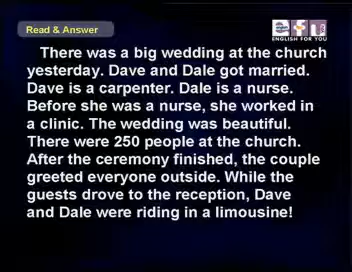 Read & Answer
ENGLISH FOR YOU
There was a big wedding at the church
yesterday. Dave and Dale got married.
Dave is a carpenter. Dale is a nurse.
Before she was a nurse, she worked in
a clinic. The wedding was beautiful.
There were 250 people at the church.
After the ceremony finished, the couple
greeted everyone outside. While the
guests drove to the reception, Dave
and Dale were riding in a limousine!